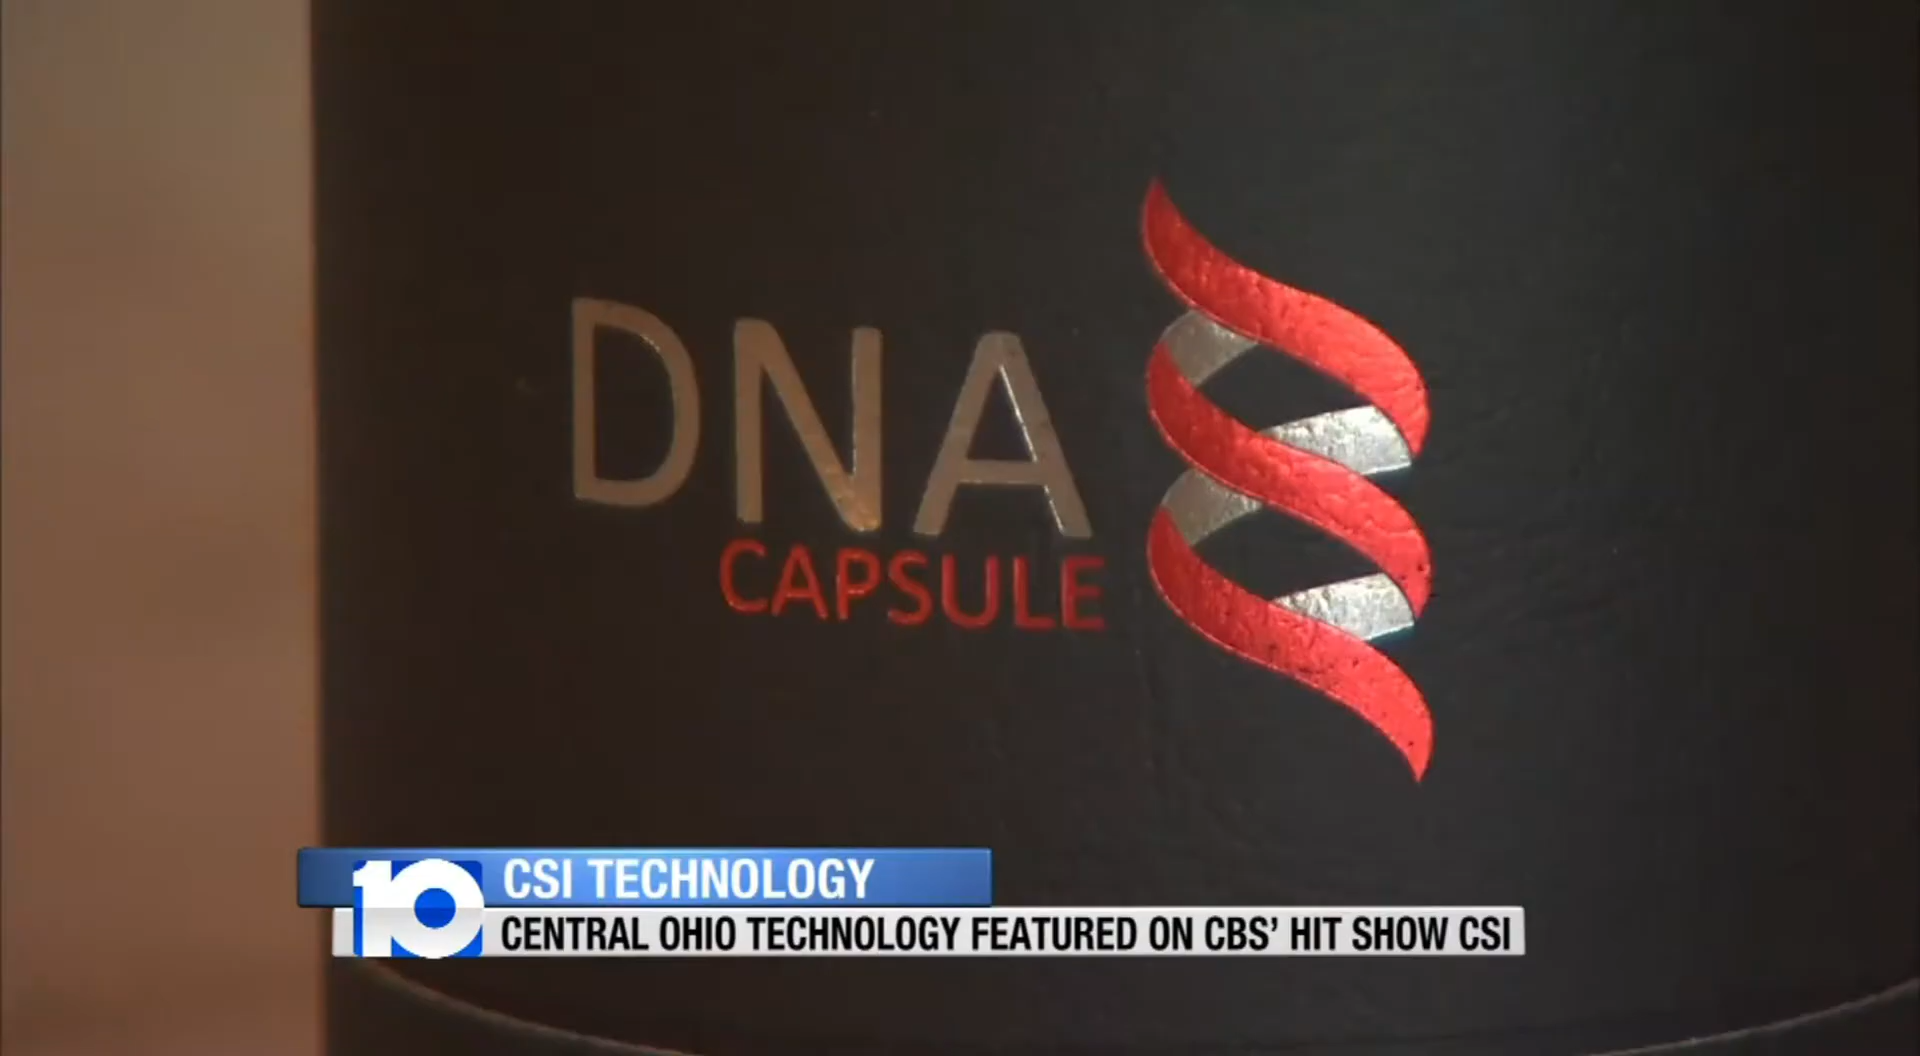 DNA
CAPSULE
10
CSI TECHNOLOGY
CENTRAL OHIO TECHNOLOGY FEATURED ON CBS' HIT SHOW CSI